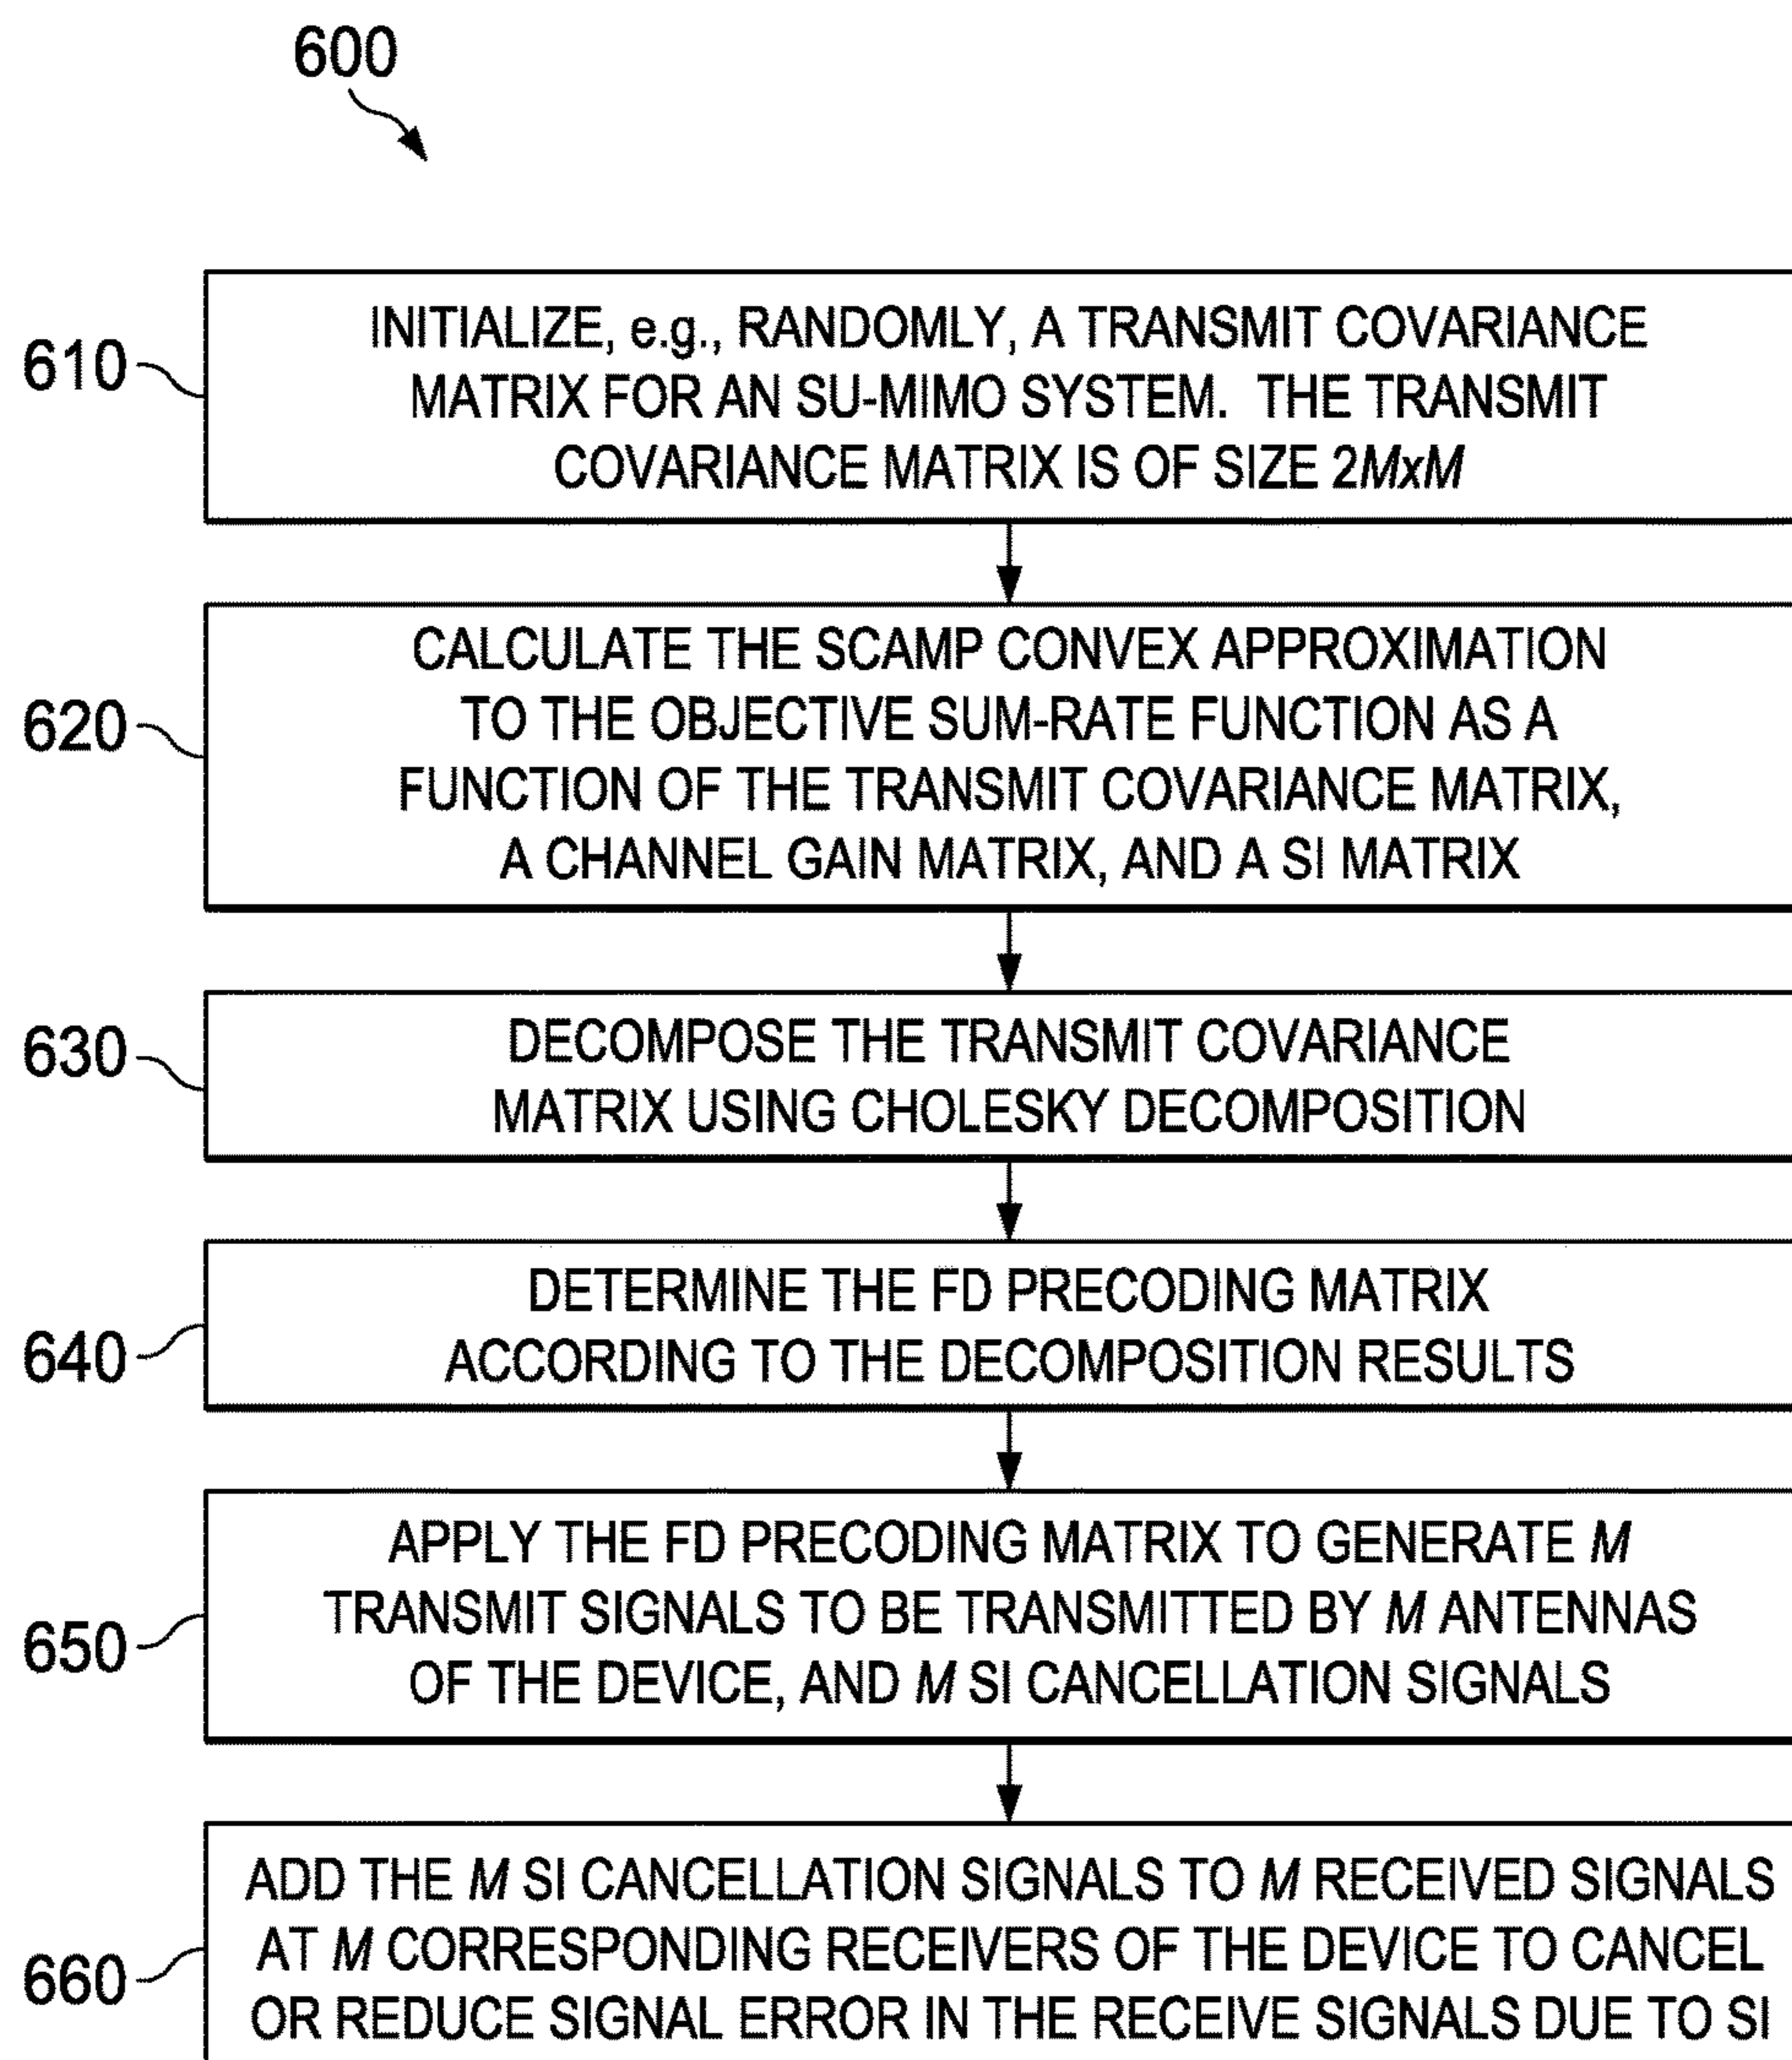 600
610
INITIALIZE, e.g., RANDOMLY, A TRANSMIT COVARIANCE
MATRIX FOR AN SU-MIMO SYSTEM. THE TRANSMIT
COVARIANCE MATRIX IS OF SIZE 2MxM
620
CALCULATE THE SCAMP CONVEX APPROXIMATION
TO THE OBJECTIVE SUM-RATE FUNCTION AS A
FUNCTION OF THE TRANSMIT COVARIANCE MATRIX,
A CHANNEL GAIN MATRIX, AND A SI MATRIX
630
DECOMPOSE THE TRANSMIT COVARIANCE
MATRIX USING CHOLESKY DECOMPOSITION
640
DETERMINE THE FD PRECODING MATRIX
ACCORDING TO THE DECOMPOSITION RESULTS
650
APPLY THE FD PRECODING MATRIX TO GENERATE M
TRANSMIT SIGNALS TO BE TRANSMITTED BY M ANTENNAS
OF THE DEVICE, AND M SI CANCELLATION SIGNALS
660
ADD THE M SI CANCELLATION SIGNALS TO M RECEIVED SIGNALS
AT M CORRESPONDING RECEIVERS OF THE DEVICE TO CANCEL
OR REDUCE SIGNAL ERROR IN THE RECEIVE SIGNALS DUE TO SI